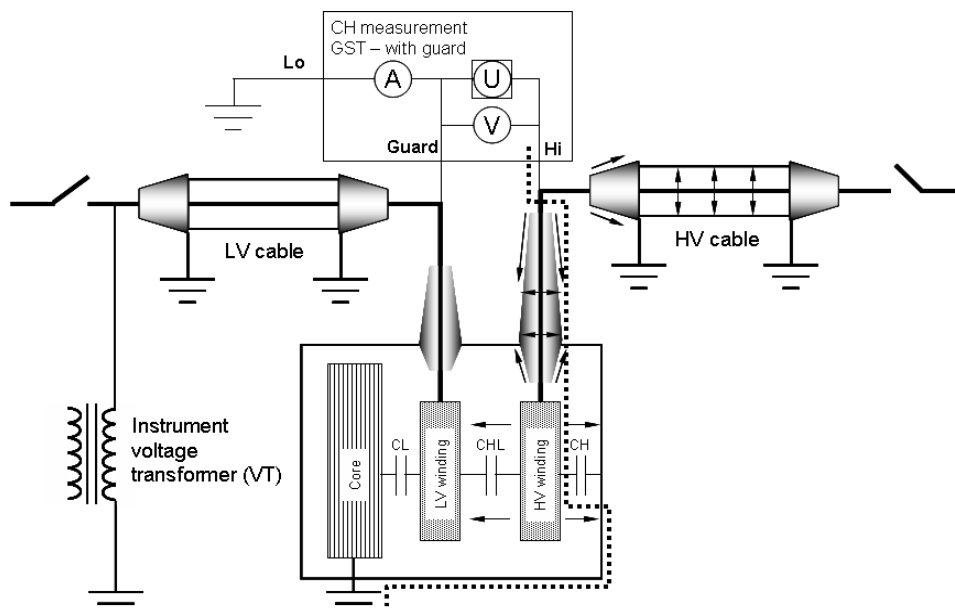 CH measurement
GST – with guard
Lo
A
U
V
Guard
Hi
LV cable
HV cable
Instrument
voltage
transformer (VT)
Core
CL
LV winding
CHL
HV winding
CH